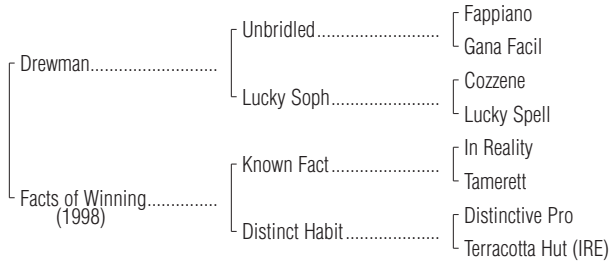 Fappiano
Unbridled
Gana Facil
Drewman
Cozzene
Lucky Soph
Lucky Spell
In Reality
Known Fact
Tamerett
Facts of Winning
(1998)
Distinctive Pro
Distinct Habit
Terracotta Hut (IRE)